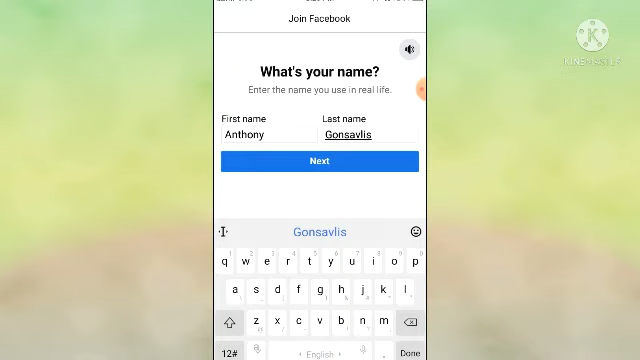 Join Facebook
K
KINEMASTER
What's your name?
Enter the name you use in real life.
First name Last name
Anthony Gonsavlis
Next
Gonsavlis
q w e r t y u i o p
a s d f g h j k l
z x c v b n m
12# English Done